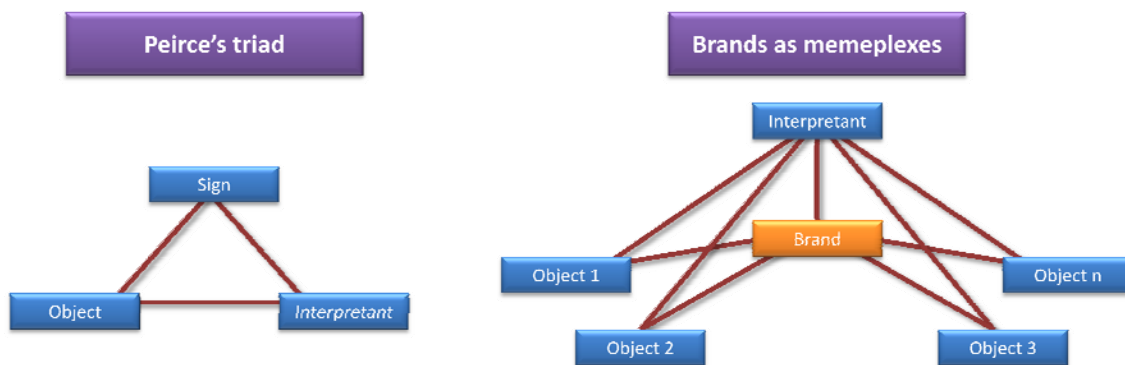 Peirce's triad
Brands as memeplexes
Interpretant
Sign
Brand
Object 1
Object n
Object
Interpretant
Object 2
Object 3